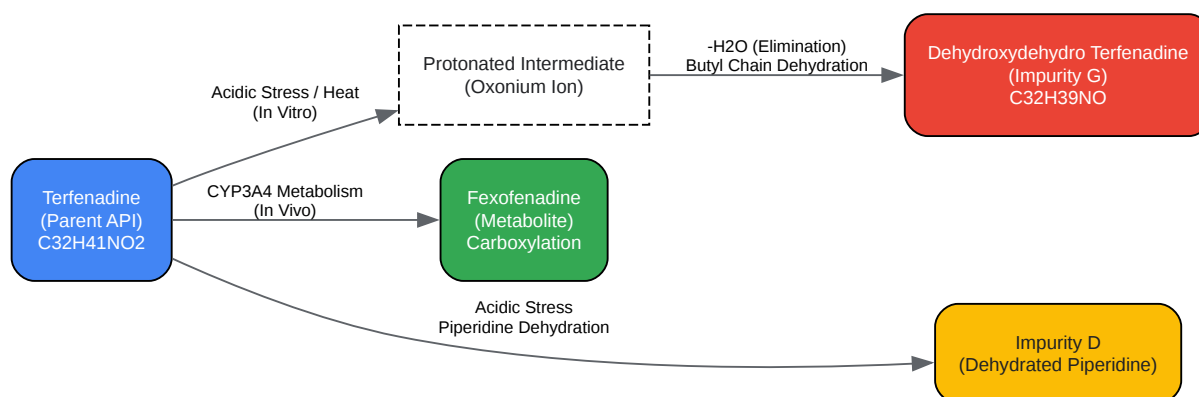 -H2O (Elimination)
Butyl Chain Dehydration
Dehydroxydehydro Terfenadine
(Impurity G)
C32H39NO
Protonated Intermediate
(Oxonium Ion)
Acidic Stress / Heat
(In Vitro)
Terfenadine
(Parent API)
C32H41NO2
CYP3A4 Metabolism
(In Vivo)
Fexofenadine
(Metabolite)
Carboxylation
Acidic Stress
Piperidine Dehydration
Impurity D
(Dehydrated Piperidine)